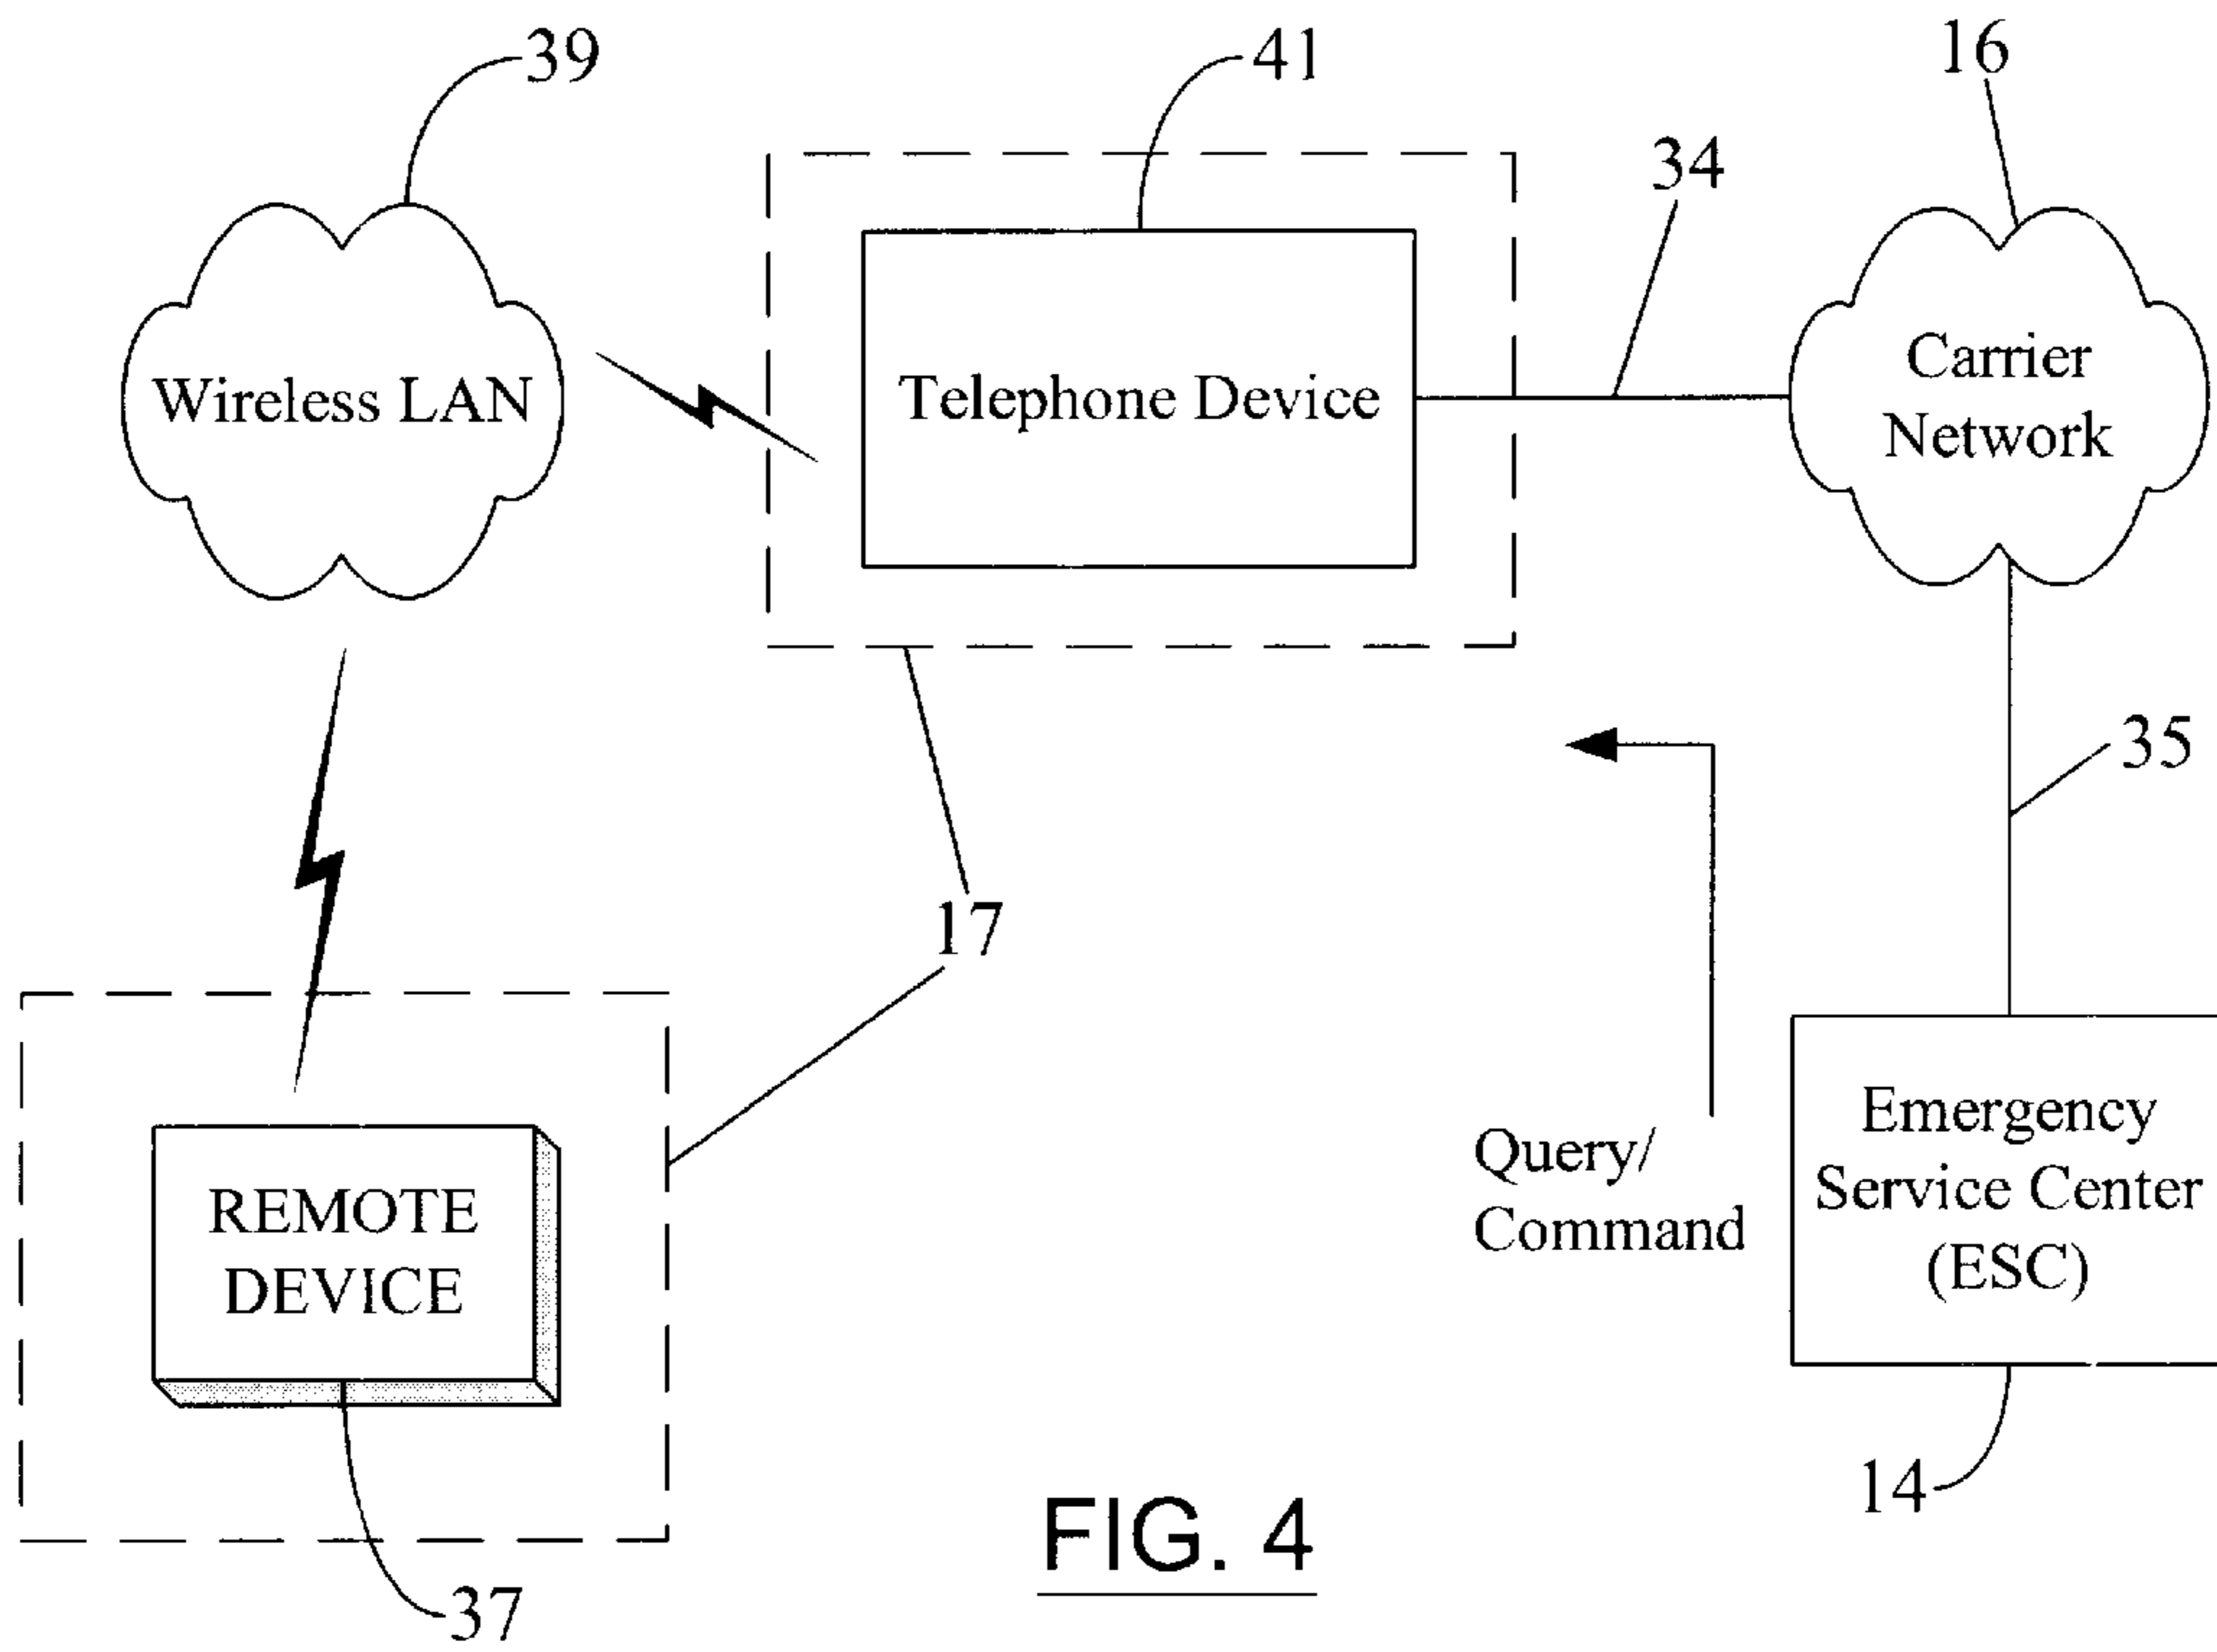 39
41
16
34
Wireless LAN
Telephone Device
Carrier
Network
35
17
REMOTE
DEVICE
Query/
Command
Emergency
Service Center
(ESC)
14
37
FIG. 4